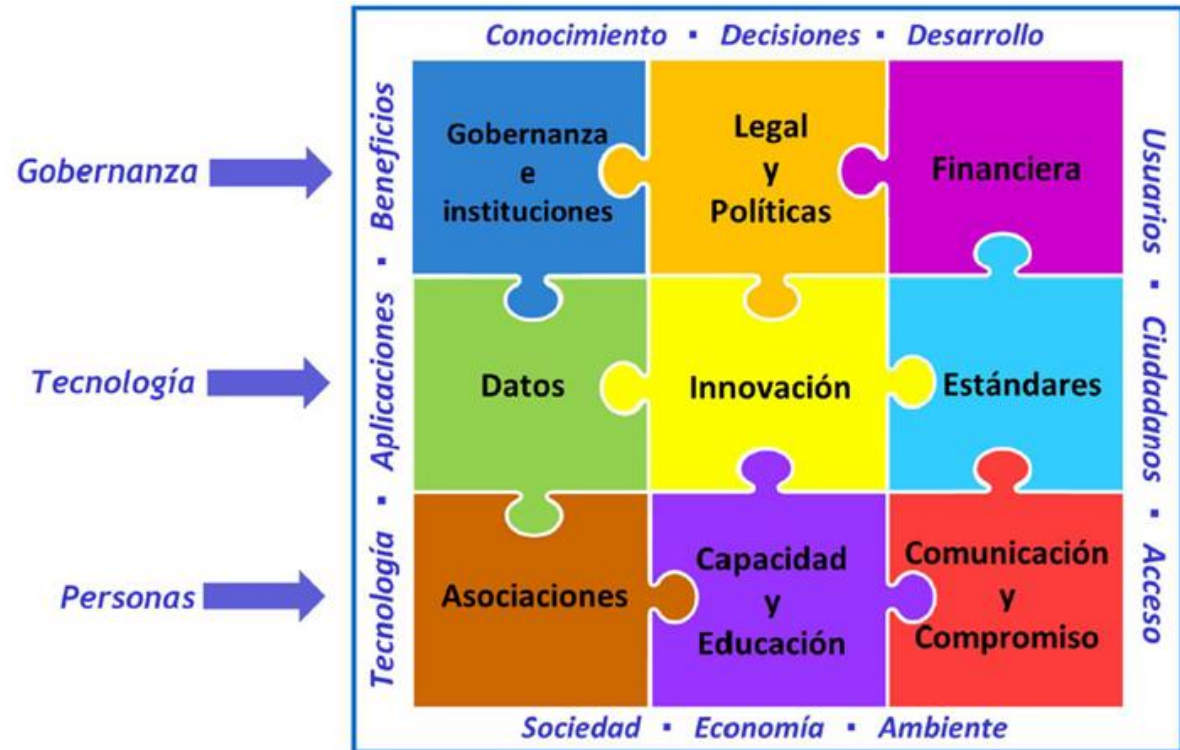 Conocimiento ▪ Decisiones ▪ Desarrollo
Gobernanza
Tecnología
Personas
Tecnología ▪ Aplicaciones ▪ Beneficios
Gobernanza
e
instituciones
Legal
y
Políticas
Financiera
Datos
Innovación
Estándares
Asociaciones
Capacidad
y
Educación
Comunicación
y
Compromiso
Usuarios ▪ Ciudadanos ▪ Acceso
Sociedad ▪ Economía ▪ Ambiente